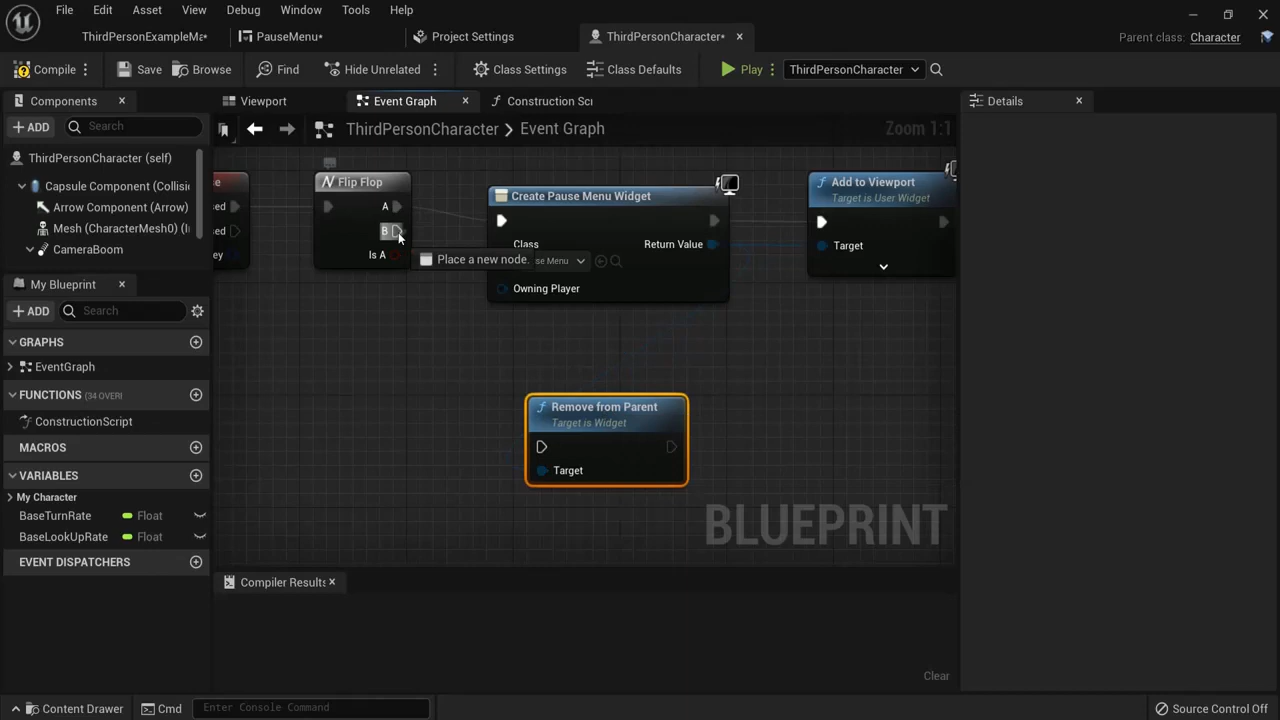 File Edit Asset View Debug Window Tools Help
ThirdPersonExampleMa* PauseMenu* Project Settings ThirdPersonCharacter* Parent class: Character
Compile Save Browse Find Hide Unrelated Class Settings Class Defaults Play ThirdPersonCharacter
Components Viewport Event Graph Construction Scri Details
ADD Search ThirdPersonCharacter > Event Graph Zoom 1:1
ThirdPersonCharacter (self)
Capsule Component (Collisio
Arrow Component (Arrow)
Mesh (CharacterMesh0) (I
CameraBoom
Flip Flop
A
B
Is A
Place a new node.
Create Pause Menu Widget
Class Return Value
se Menu
Owning Player
Add to Viewport
Target is User Widget
Target
Remove from Parent
Target is Widget
Target
BLUEPRINT
My Blueprint
ADD Search
GRAPHS
EventGraph
FUNCTIONS (34 OVERI
ConstructionScript
MACROS
VARIABLES
My Character
BaseTurnRate Float
BaseLookUpRate Float
EVENT DISPATCHERS
Compiler Results
Clear
Content Drawer Cmd Enter Console Command Source Control Off